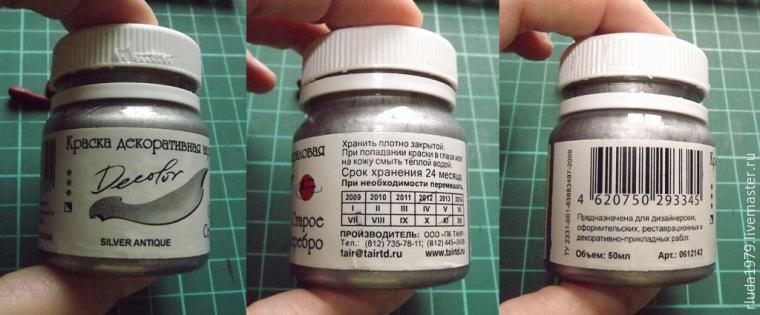 Краска декоративная
Decolor
SILVER ANTIQUE
Хранить плотно закрытой.
При попадании краски в глаза или
на кожу смыть тёплой водой.
Срок хранения 24 месяца.
При необходимости перемешать.
2009 2010 2011 2012 2013 2014
I II III IV V VI
VII VIII IX X XI XII
Старое
серебро
ПРОИЗВОДИТЕЛЬ: ООО «ПК ТАИР»
Тел.: (812) 735-78-11; (812) 445-
tair@tairtd.ru www.tairtd.ru
ТУ 2331-001-83883497-2009
4 620750 293345
Предназначена для дизайнерских,
оформительских, реставрационных и
декоративно-прикладных работ.
Объем: 50мл Арт.: 0612142
rluda1979.livemaster.ru